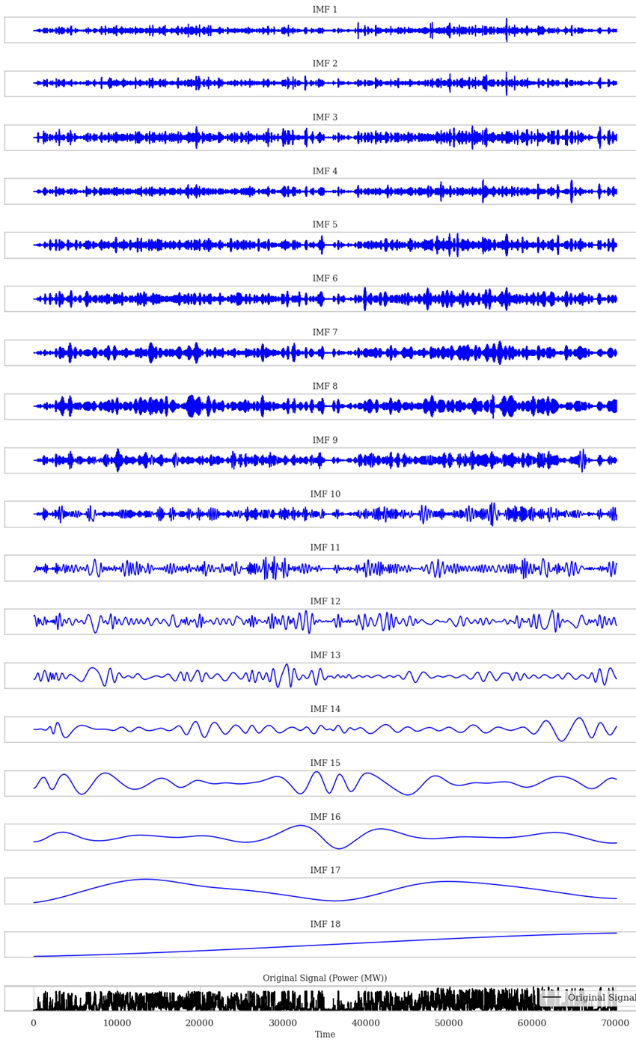 IMF 1
IMF 2
IMF 3
IMF 4
IMF 5
IMF 6
IMF 7
IMF 8
IMF 9
IMF 10
IMF 11
IMF 12
IMF 13
IMF 14
IMF 15
IMF 16
IMF 17
IMF 18
Original Signal (Power (MW))
Original Signal
0 10000 20000 30000 40000 50000 60000 70000
Time